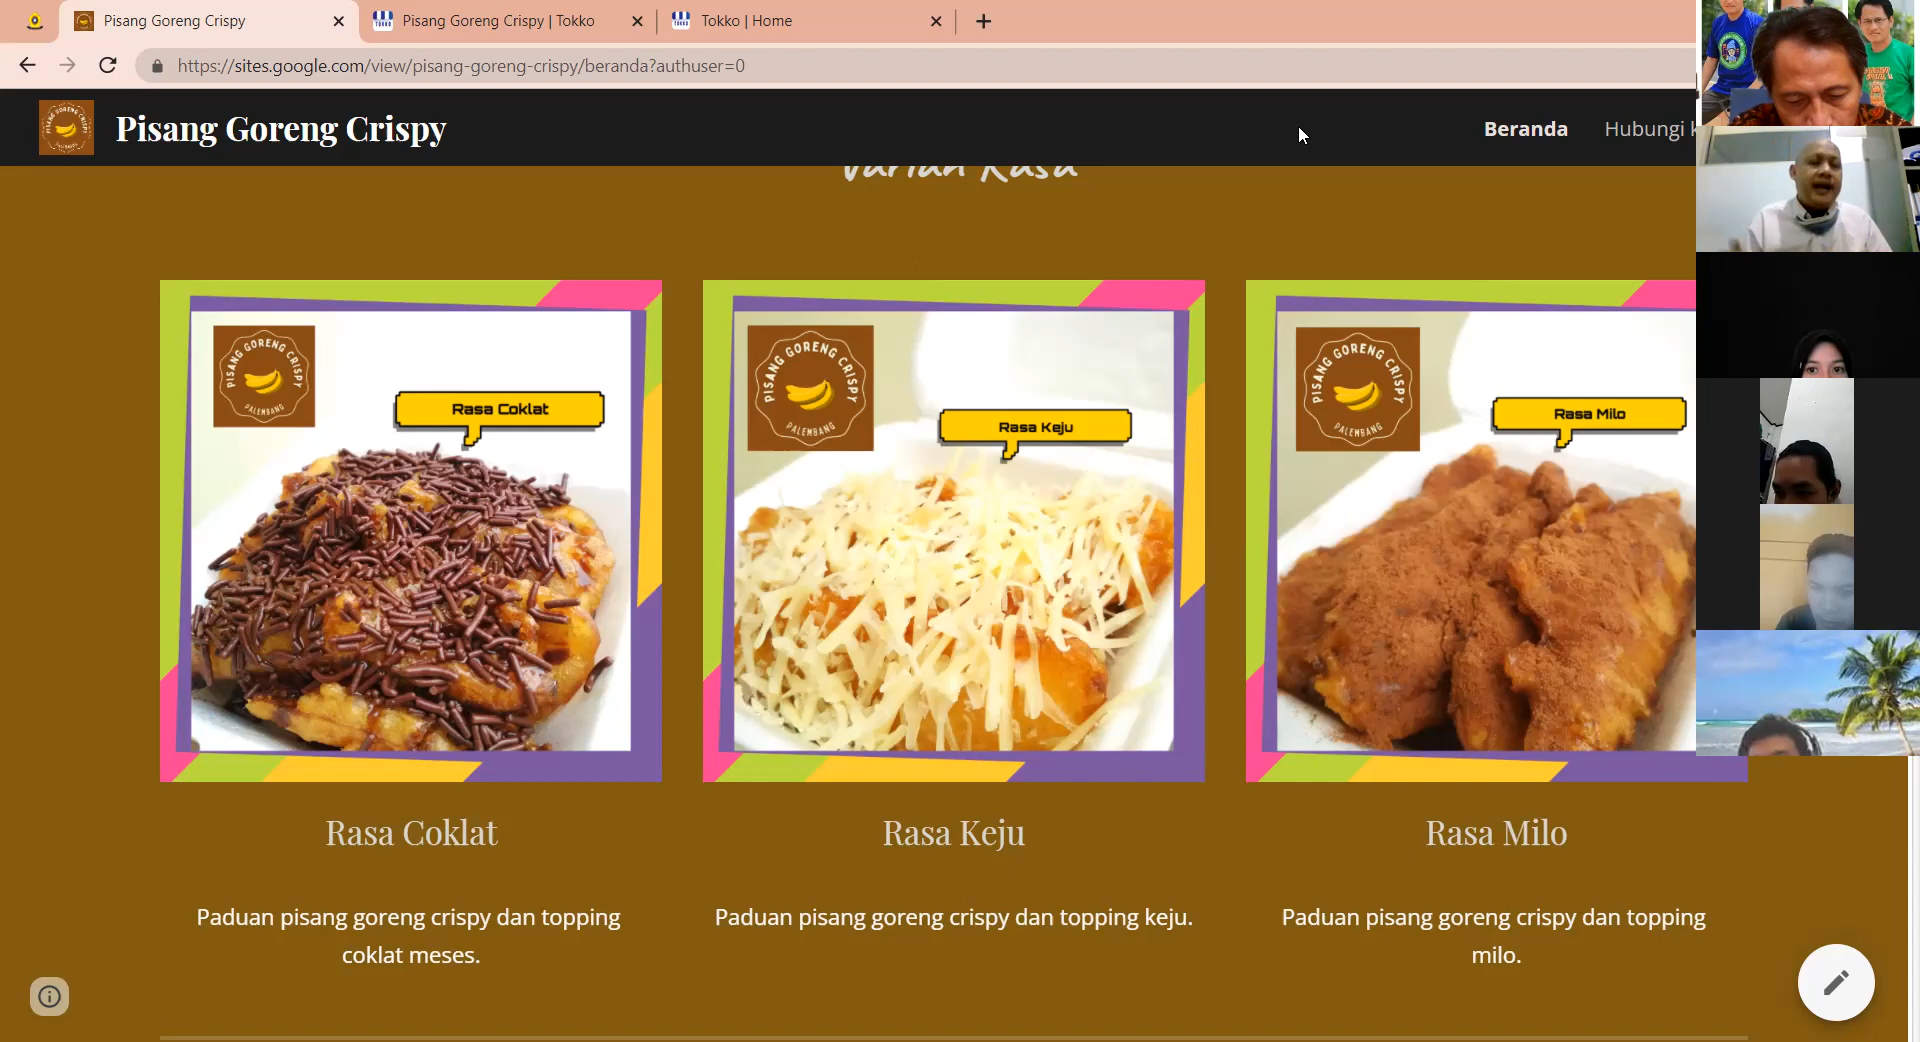 Pisang Goreng Crispy
Pisang Goreng Crispy | Tokko
Tokko | Home
https://sites.google.com/view/pisang-goreng-crispy/beranda?authuser=0
Pisang Goreng Crispy
Beranda
Hubungi k
Varian Rasa
PISANG GORENG CRISPY
PALEMBANG
Rasa Coklat
PISANG GORENG CRISPY
PALEMBANG
Rasa Keju
PISANG GORENG CRISPY
PALEMBANG
Rasa Milo
Rasa Coklat
Rasa Keju
Rasa Milo
Paduan pisang goreng crispy dan topping
coklat meses.
Paduan pisang goreng crispy dan topping keju.
Paduan pisang goreng crispy dan topping
milo.